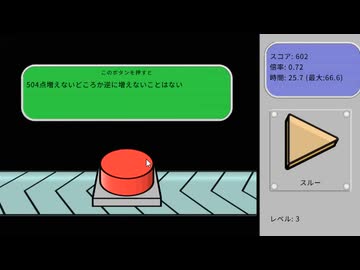 このボタンを押すと
504点増えないどころか逆に増えないことはない
スコア: 602
倍率: 0.72
時間: 25.7 (最大:66.6)
スルー
レベル: 3